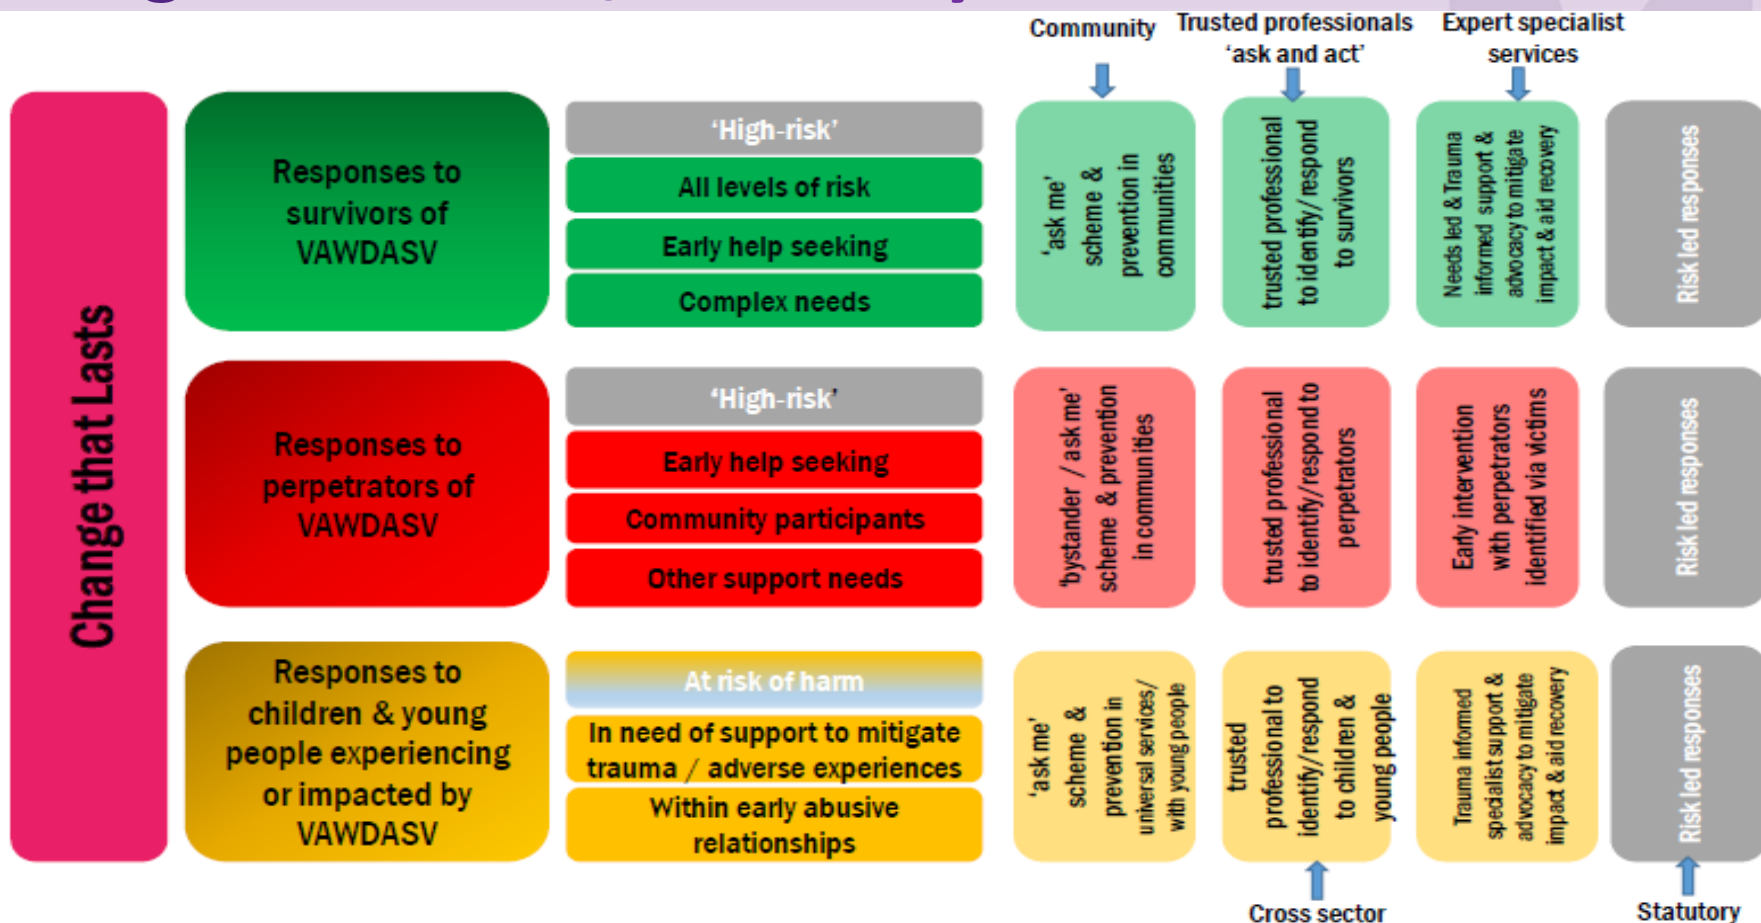 Community
Trusted professionals
‘ask and act’
Expert specialist
services
Change that Lasts
Responses to
survivors of
VAWDASV
‘High-risk’
All levels of risk
Early help seeking
Complex needs
‘ask me’
scheme &
prevention in
communities
trusted professional
to identify/respond
to survivors
Needs led & Trauma
informed support &
advocacy to mitigate
impact & aid recovery
Risk led responses
Responses to
perpetrators of
VAWDASV
‘High-risk’
Early help seeking
Community participants
Other support needs
‘bystander / ask me’
scheme & prevention
in communities
trusted professional
to identify/respond to
perpetrators
Early intervention
with perpetrators
identified via victims
Risk led responses
Responses to
children & young
people experiencing
or impacted by
VAWDASV
At risk of harm
In need of support to mitigate
trauma / adverse experiences
Within early abusive
relationships
‘ask me’
scheme &
prevention in
universal services/
with young people
trusted
professional to
identify/respond
to children &
young people
Trauma informed
specialist support &
advocacy to mitigate
impact & aid recovery
Risk led responses
Cross sector
Statutory